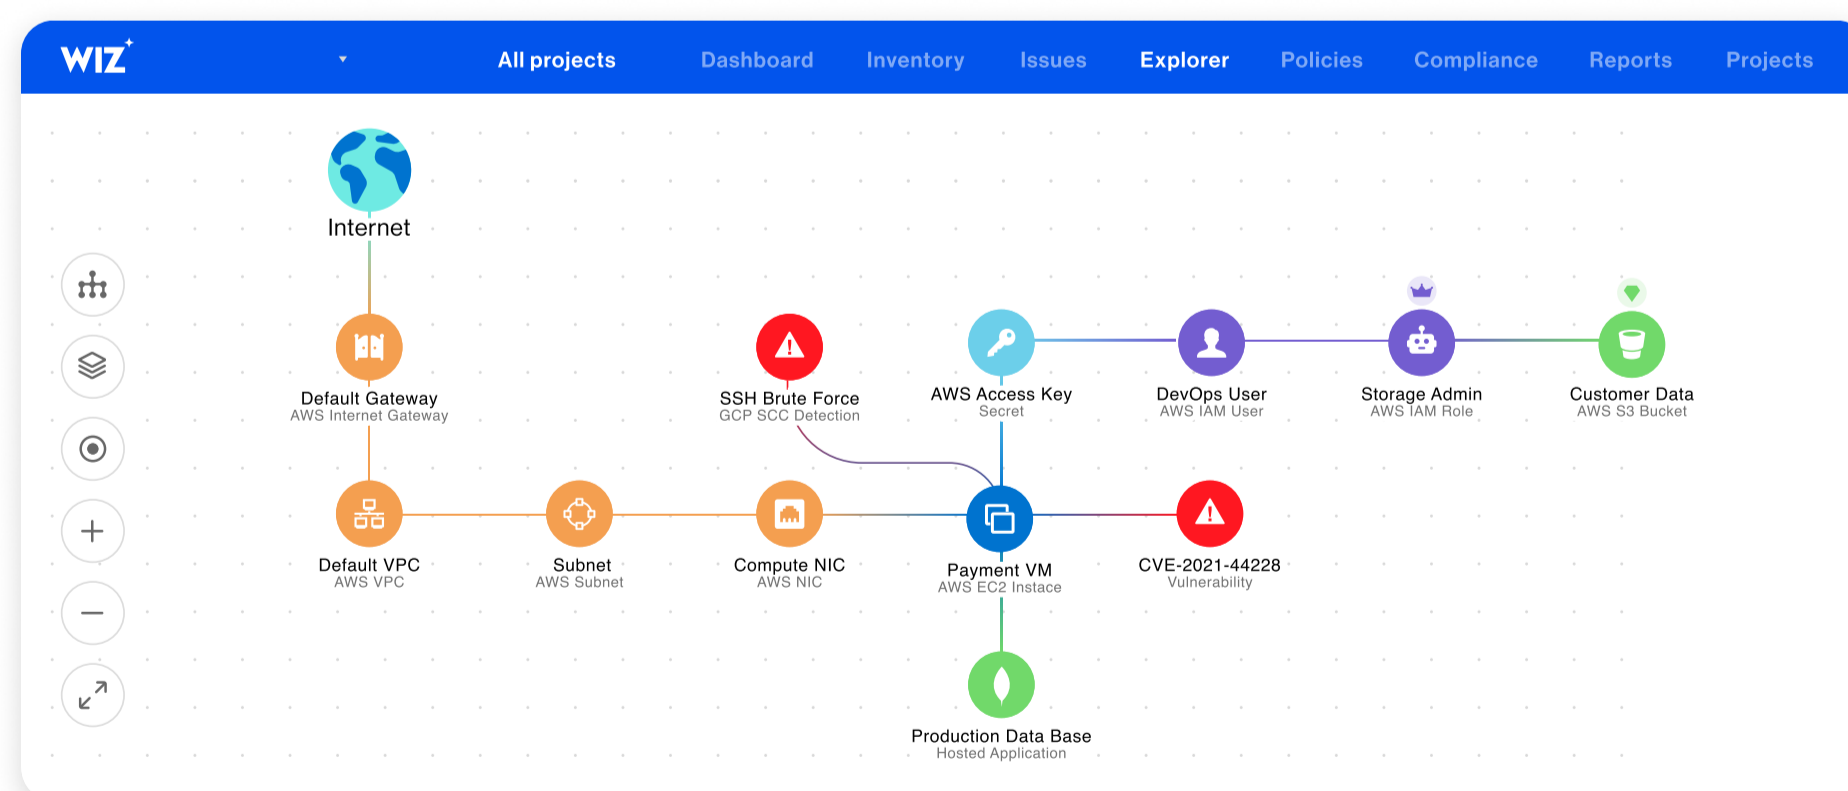 WIZ
All projects
Dashboard
Inventory
Issues
Explorer
Policies
Compliance
Reports
Projects
Internet
Default Gateway
AWS Internet Gateway
SSH Brute Force
GCP SCC Detection
AWS Access Key
Secret
DevOps User
AWS IAM User
Storage Admin
AWS IAM Role
Customer Data
AWS S3 Bucket
Default VPC
AWS VPC
Subnet
AWS Subnet
Compute NIC
AWS NIC
Payment VM
AWS EC2 Instace
CVE-2021-44228
Vulnerability
Production Data Base
Hosted Application